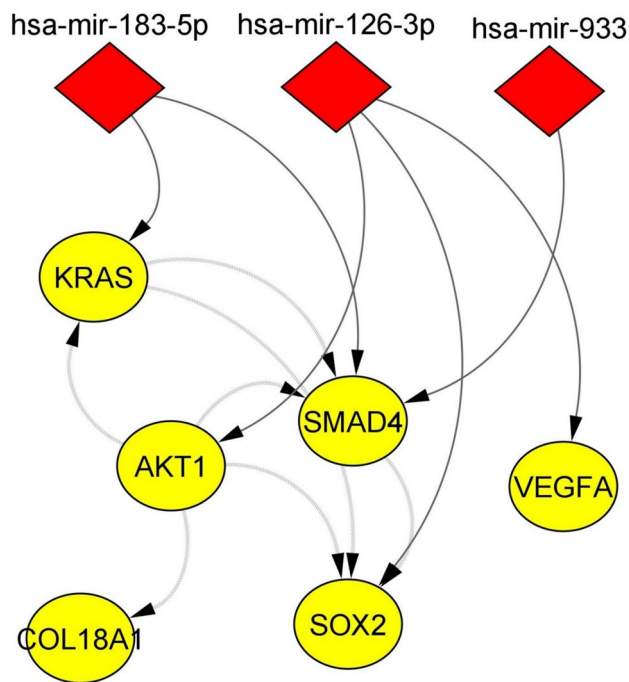 hsa-mir-183-5p
hsa-mir-126-3p
hsa-mir-933
KRAS
SMAD4
AKT1
VEGFA
COL18A1
SOX2